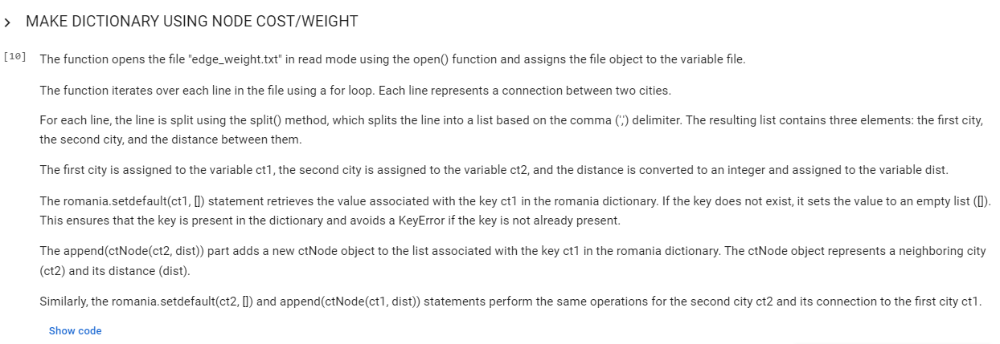 MAKE DICTIONARY USING NODE COST/WEIGHT
[10] The function opens the file "edge_weight.txt" in read mode using the open() function and assigns the file object to the variable file.
The function iterates over each line in the file using a for loop. Each line represents a connection between two cities.
For each line, the line is split using the split() method, which splits the line into a list based on the comma (',') delimiter. The resulting list contains three elements: the first city,
the second city, and the distance between them.
The first city is assigned to the variable ct1, the second city is assigned to the variable ct2, and the distance is converted to an integer and assigned to the variable dist.
The romania.setdefault(ct1, []) statement retrieves the value associated with the key ct1 in the romania dictionary. If the key does not exist, it sets the value to an empty list ([]).
This ensures that the key is present in the dictionary and avoids a KeyError if the key is not already present.
The append(ctNode(ct2, dist)) part adds a new ctNode object to the list associated with the key ct1 in the romania dictionary. The ctNode object represents a neighboring city
(ct2) and its distance (dist).
Similarly, the romania.setdefault(ct2, []) and append(ctNode(ct1, dist)) statements perform the same operations for the second city ct2 and its connection to the first city ct1.
Show code